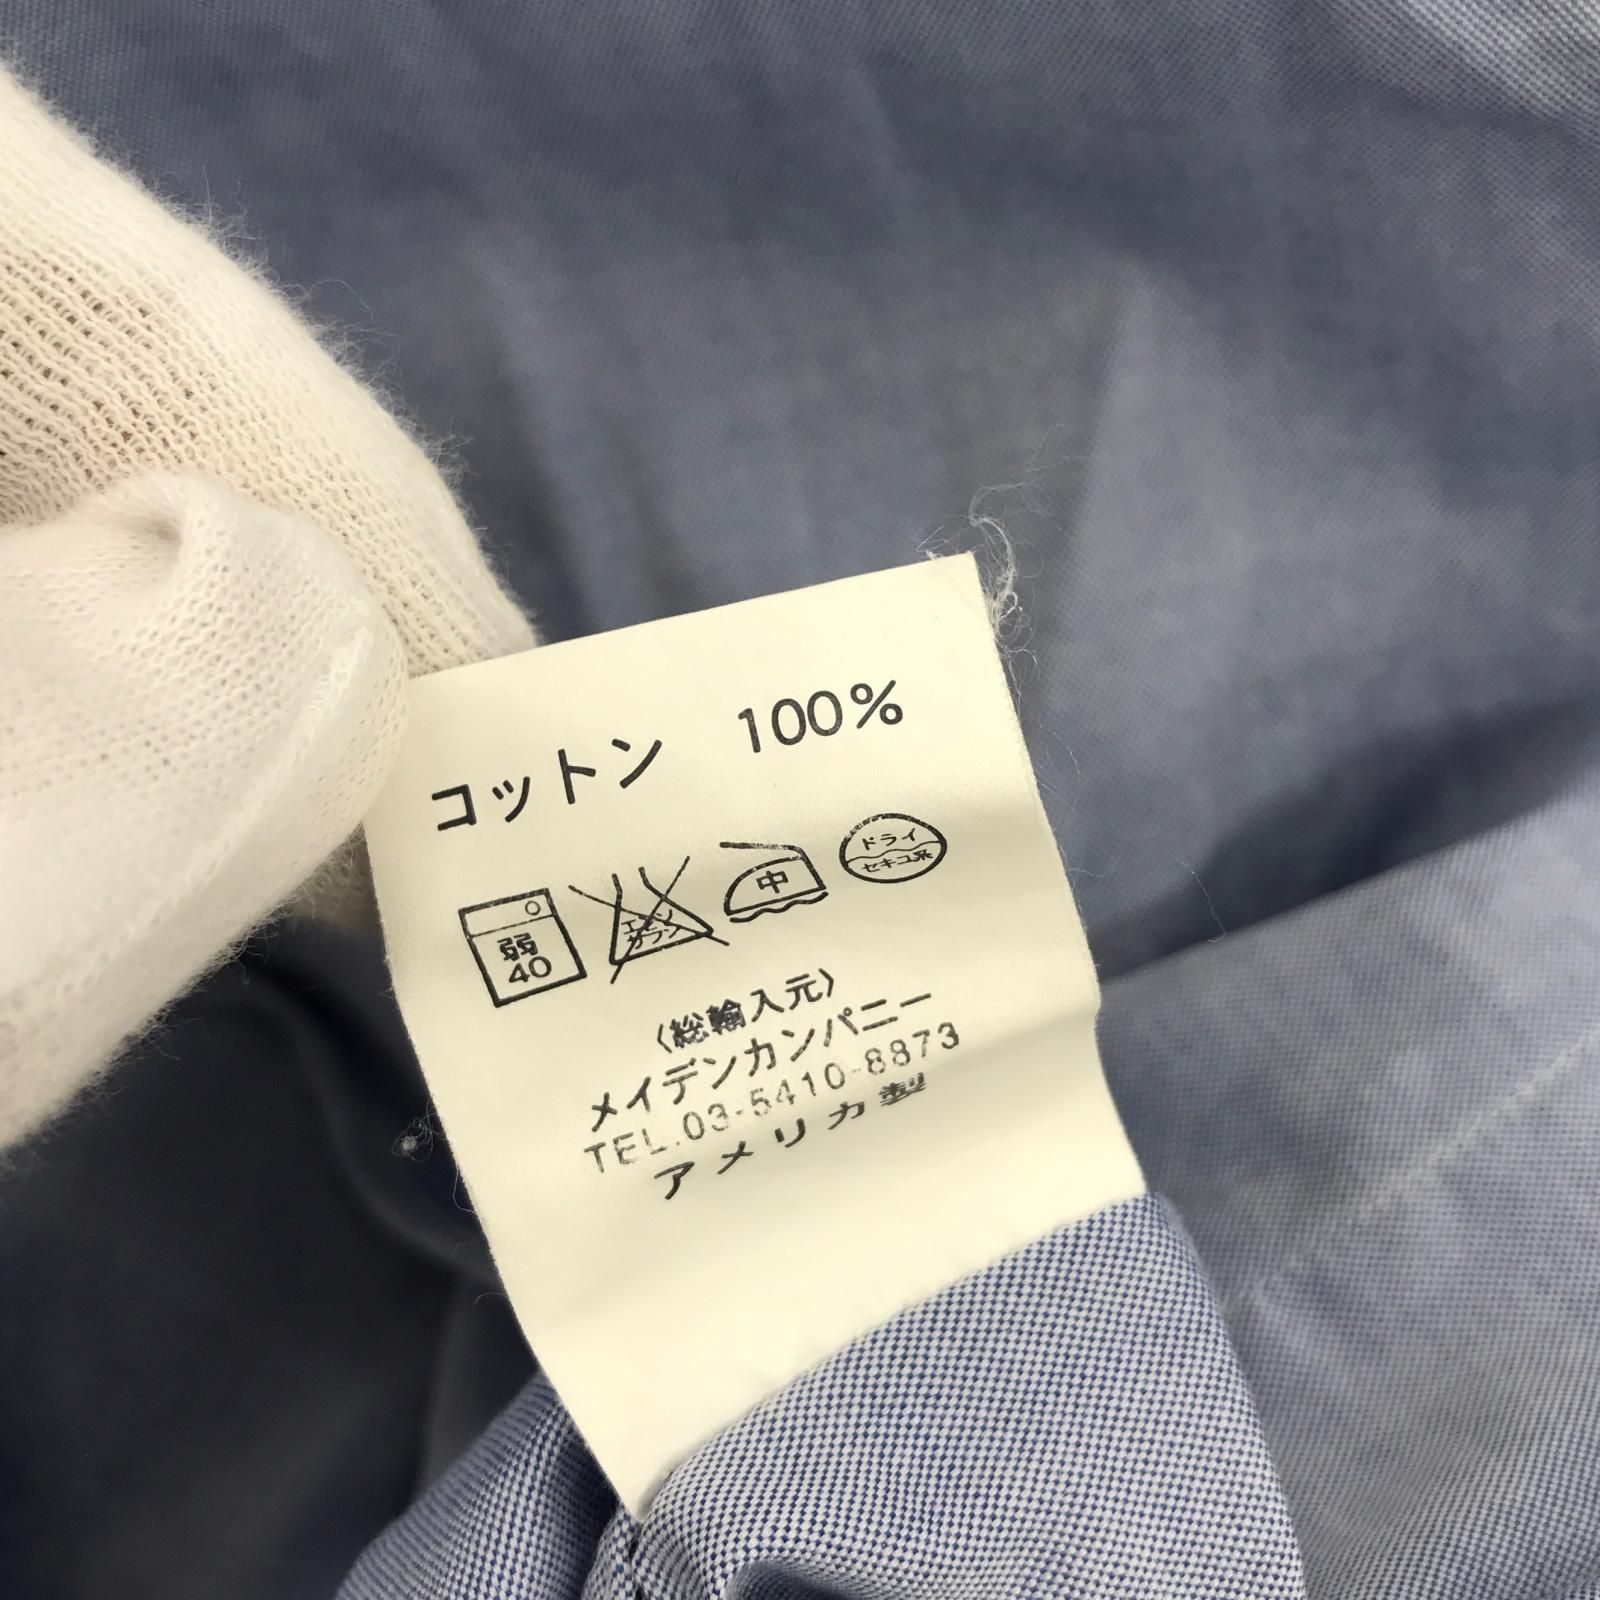 コットン 100%
弱
40
エンソ
サラシ
中
ドライ
セキユ系
〈総輸入元〉
メイデンカンパニー
TEL.03-5410-8873
アメリカ製